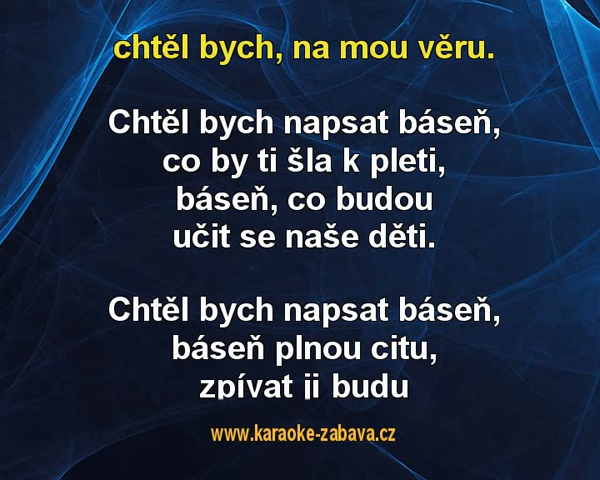 chtěl bych, na mou věru.
Chtěl bych napsat báseň,
co by ti šla k pleti,
báseň, co budou
učit se naše děti.
Chtěl bych napsat báseň,
báseň plnou citu,
zpívat ji budu
www.karaoke-zabava.cz